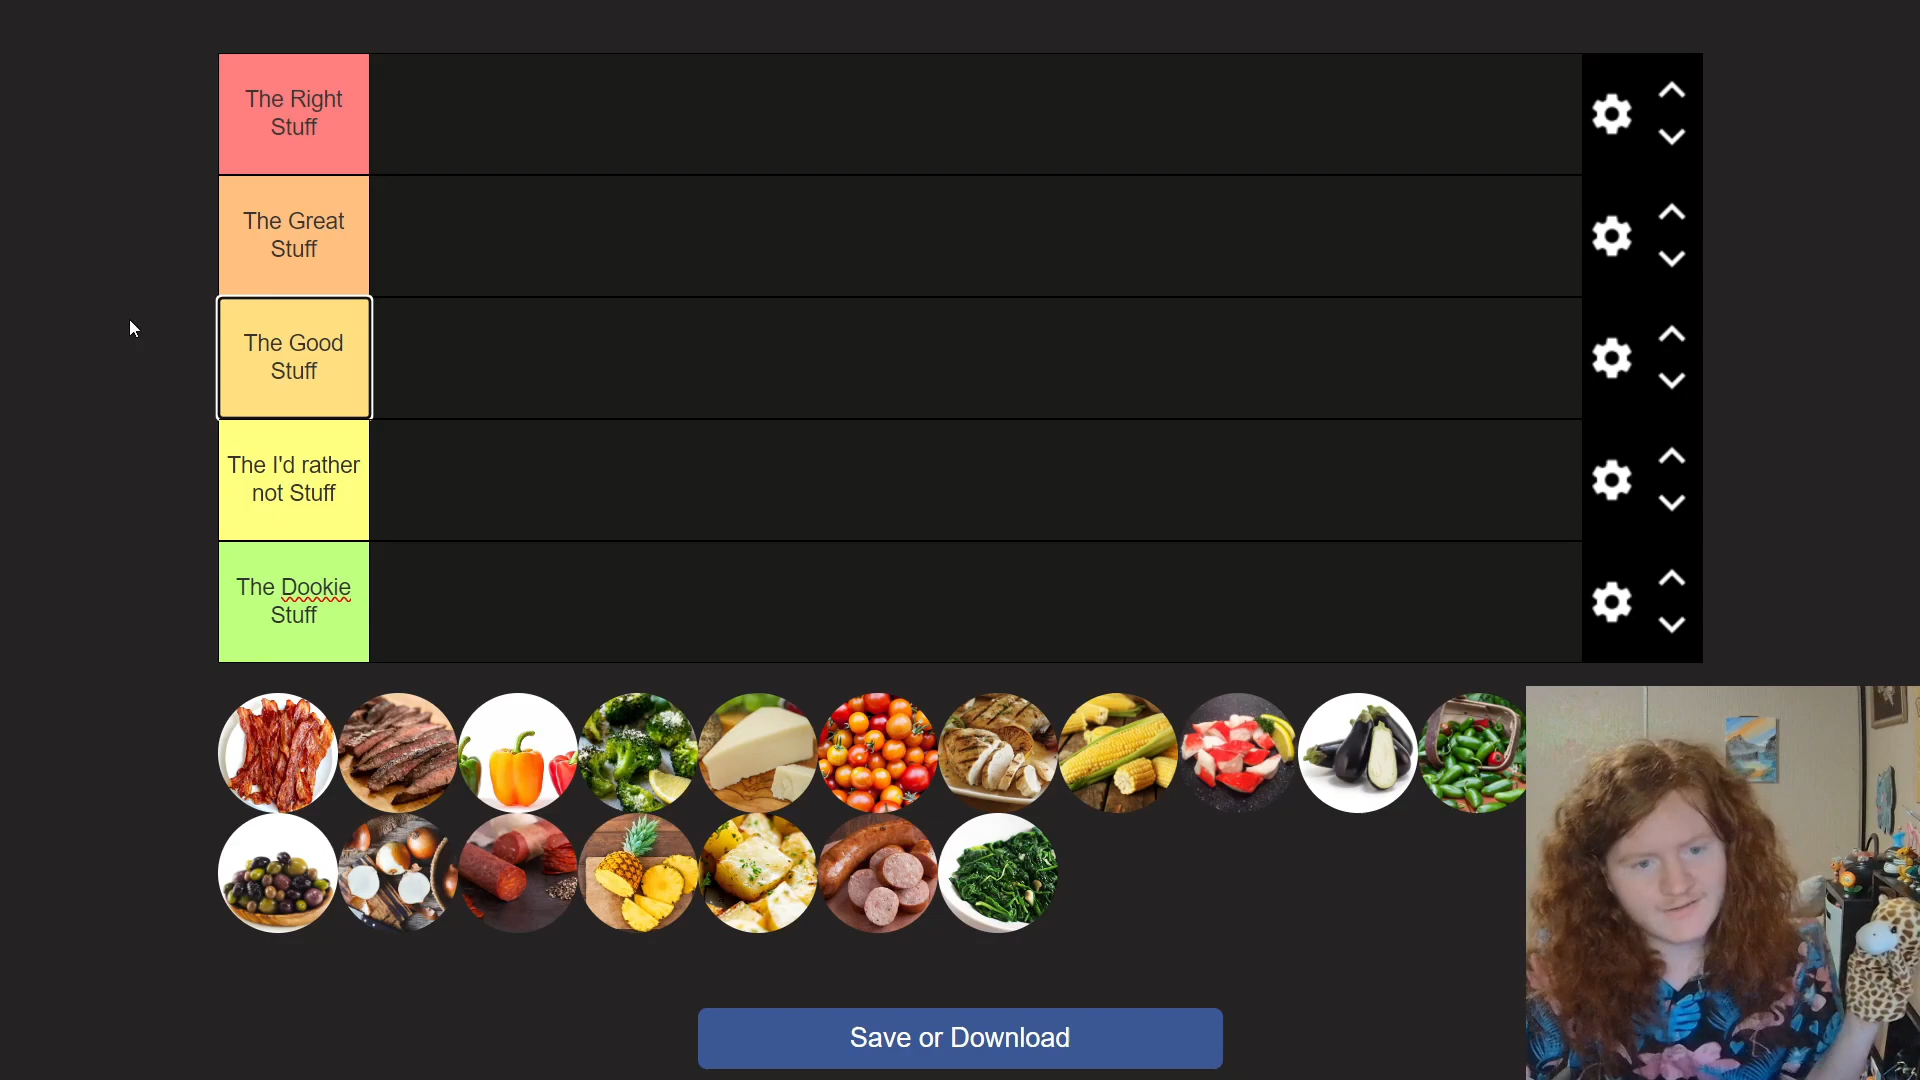 The Right
Stuff
The Great
Stuff
The Good
Stuff
The I'd rather
not Stuff
The Dookie
Stuff
Save or Download